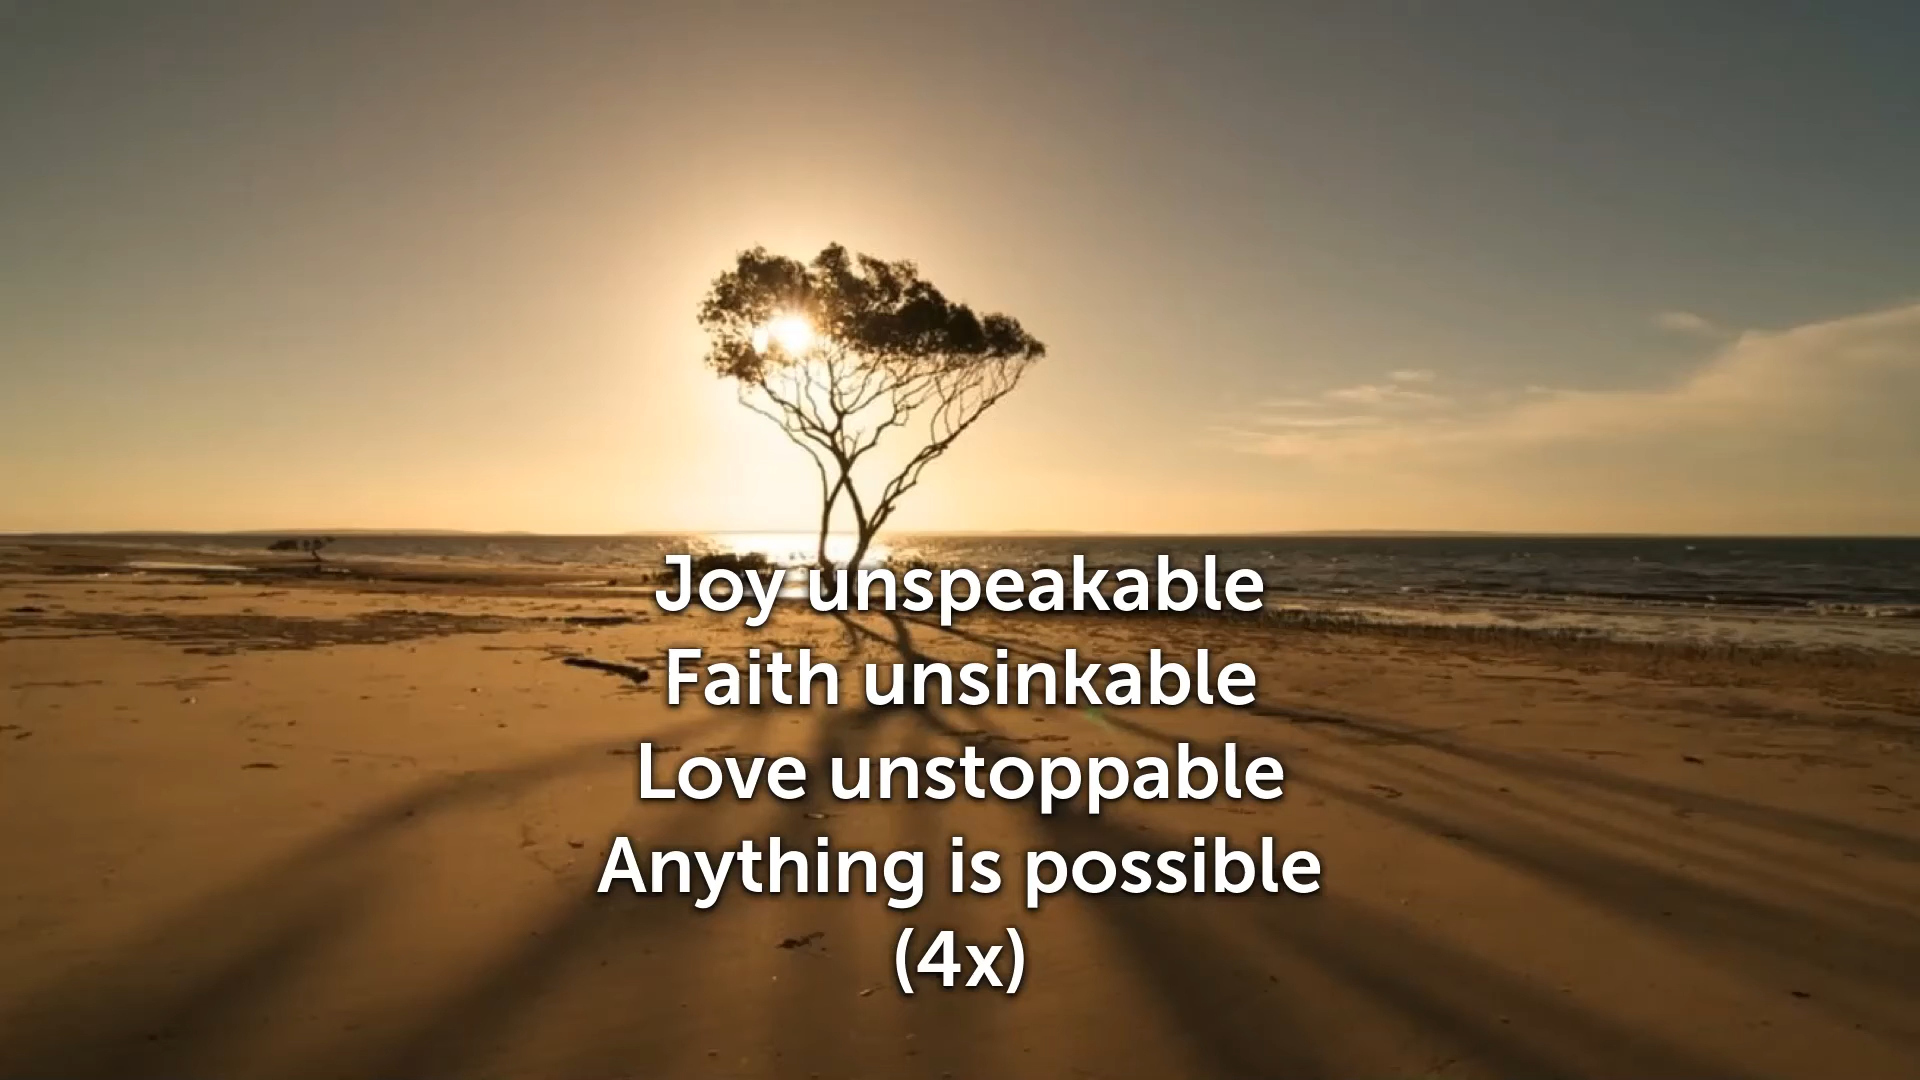 Joy unspeakable
Faith unsinkable
Love unstoppable
Anything is possible
(4x)